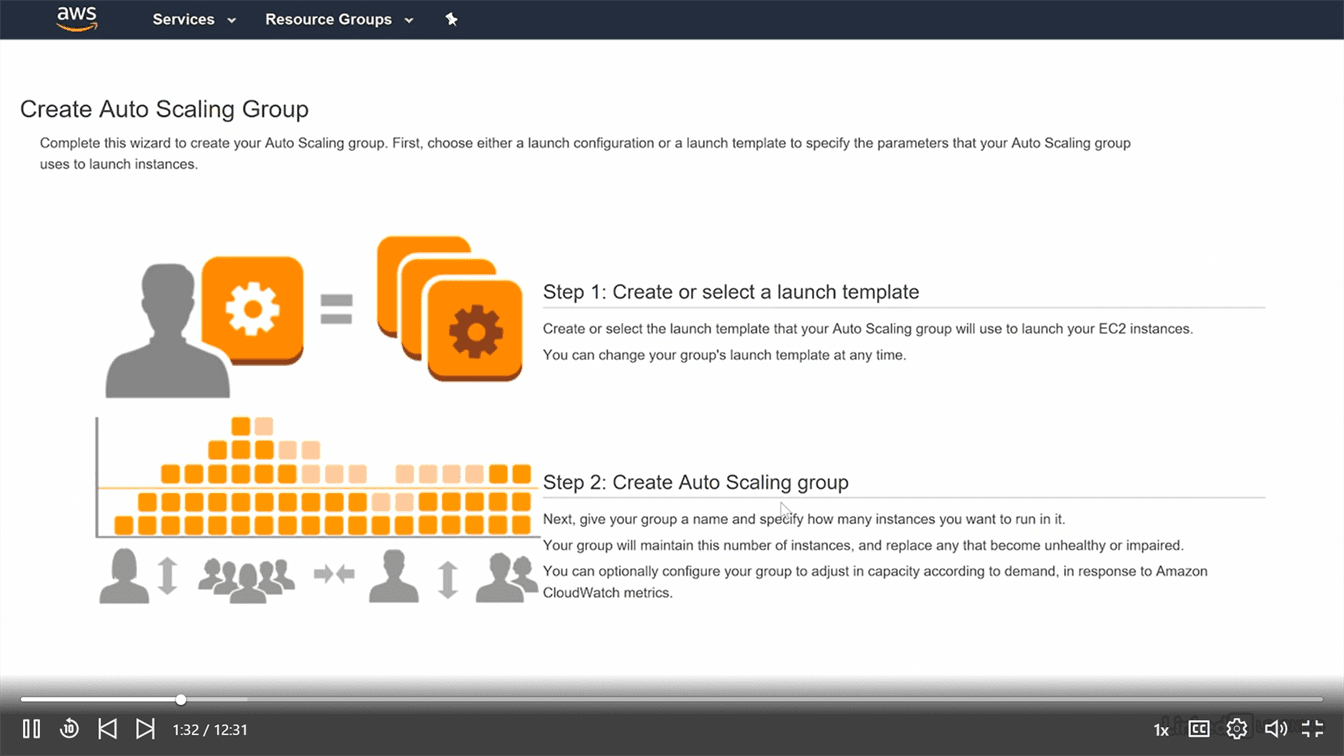 aws Services Resource Groups
Create Auto Scaling Group
Complete this wizard to create your Auto Scaling group. First, choose either a launch configuration or a launch template to specify the parameters that your Auto Scaling group
uses to launch instances.
Step 1: Create or select a launch template
Create or select the launch template that your Auto Scaling group will use to launch your EC2 instances.
You can change your group's launch template at any time.
Step 2: Create Auto Scaling group
Next, give your group a name and specify how many instances you want to run in it.
Your group will maintain this number of instances, and replace any that become unhealthy or impaired.
You can optionally configure your group to adjust in capacity according to demand, in response to Amazon
CloudWatch metrics.
10 1:32 / 12:31 1x CC